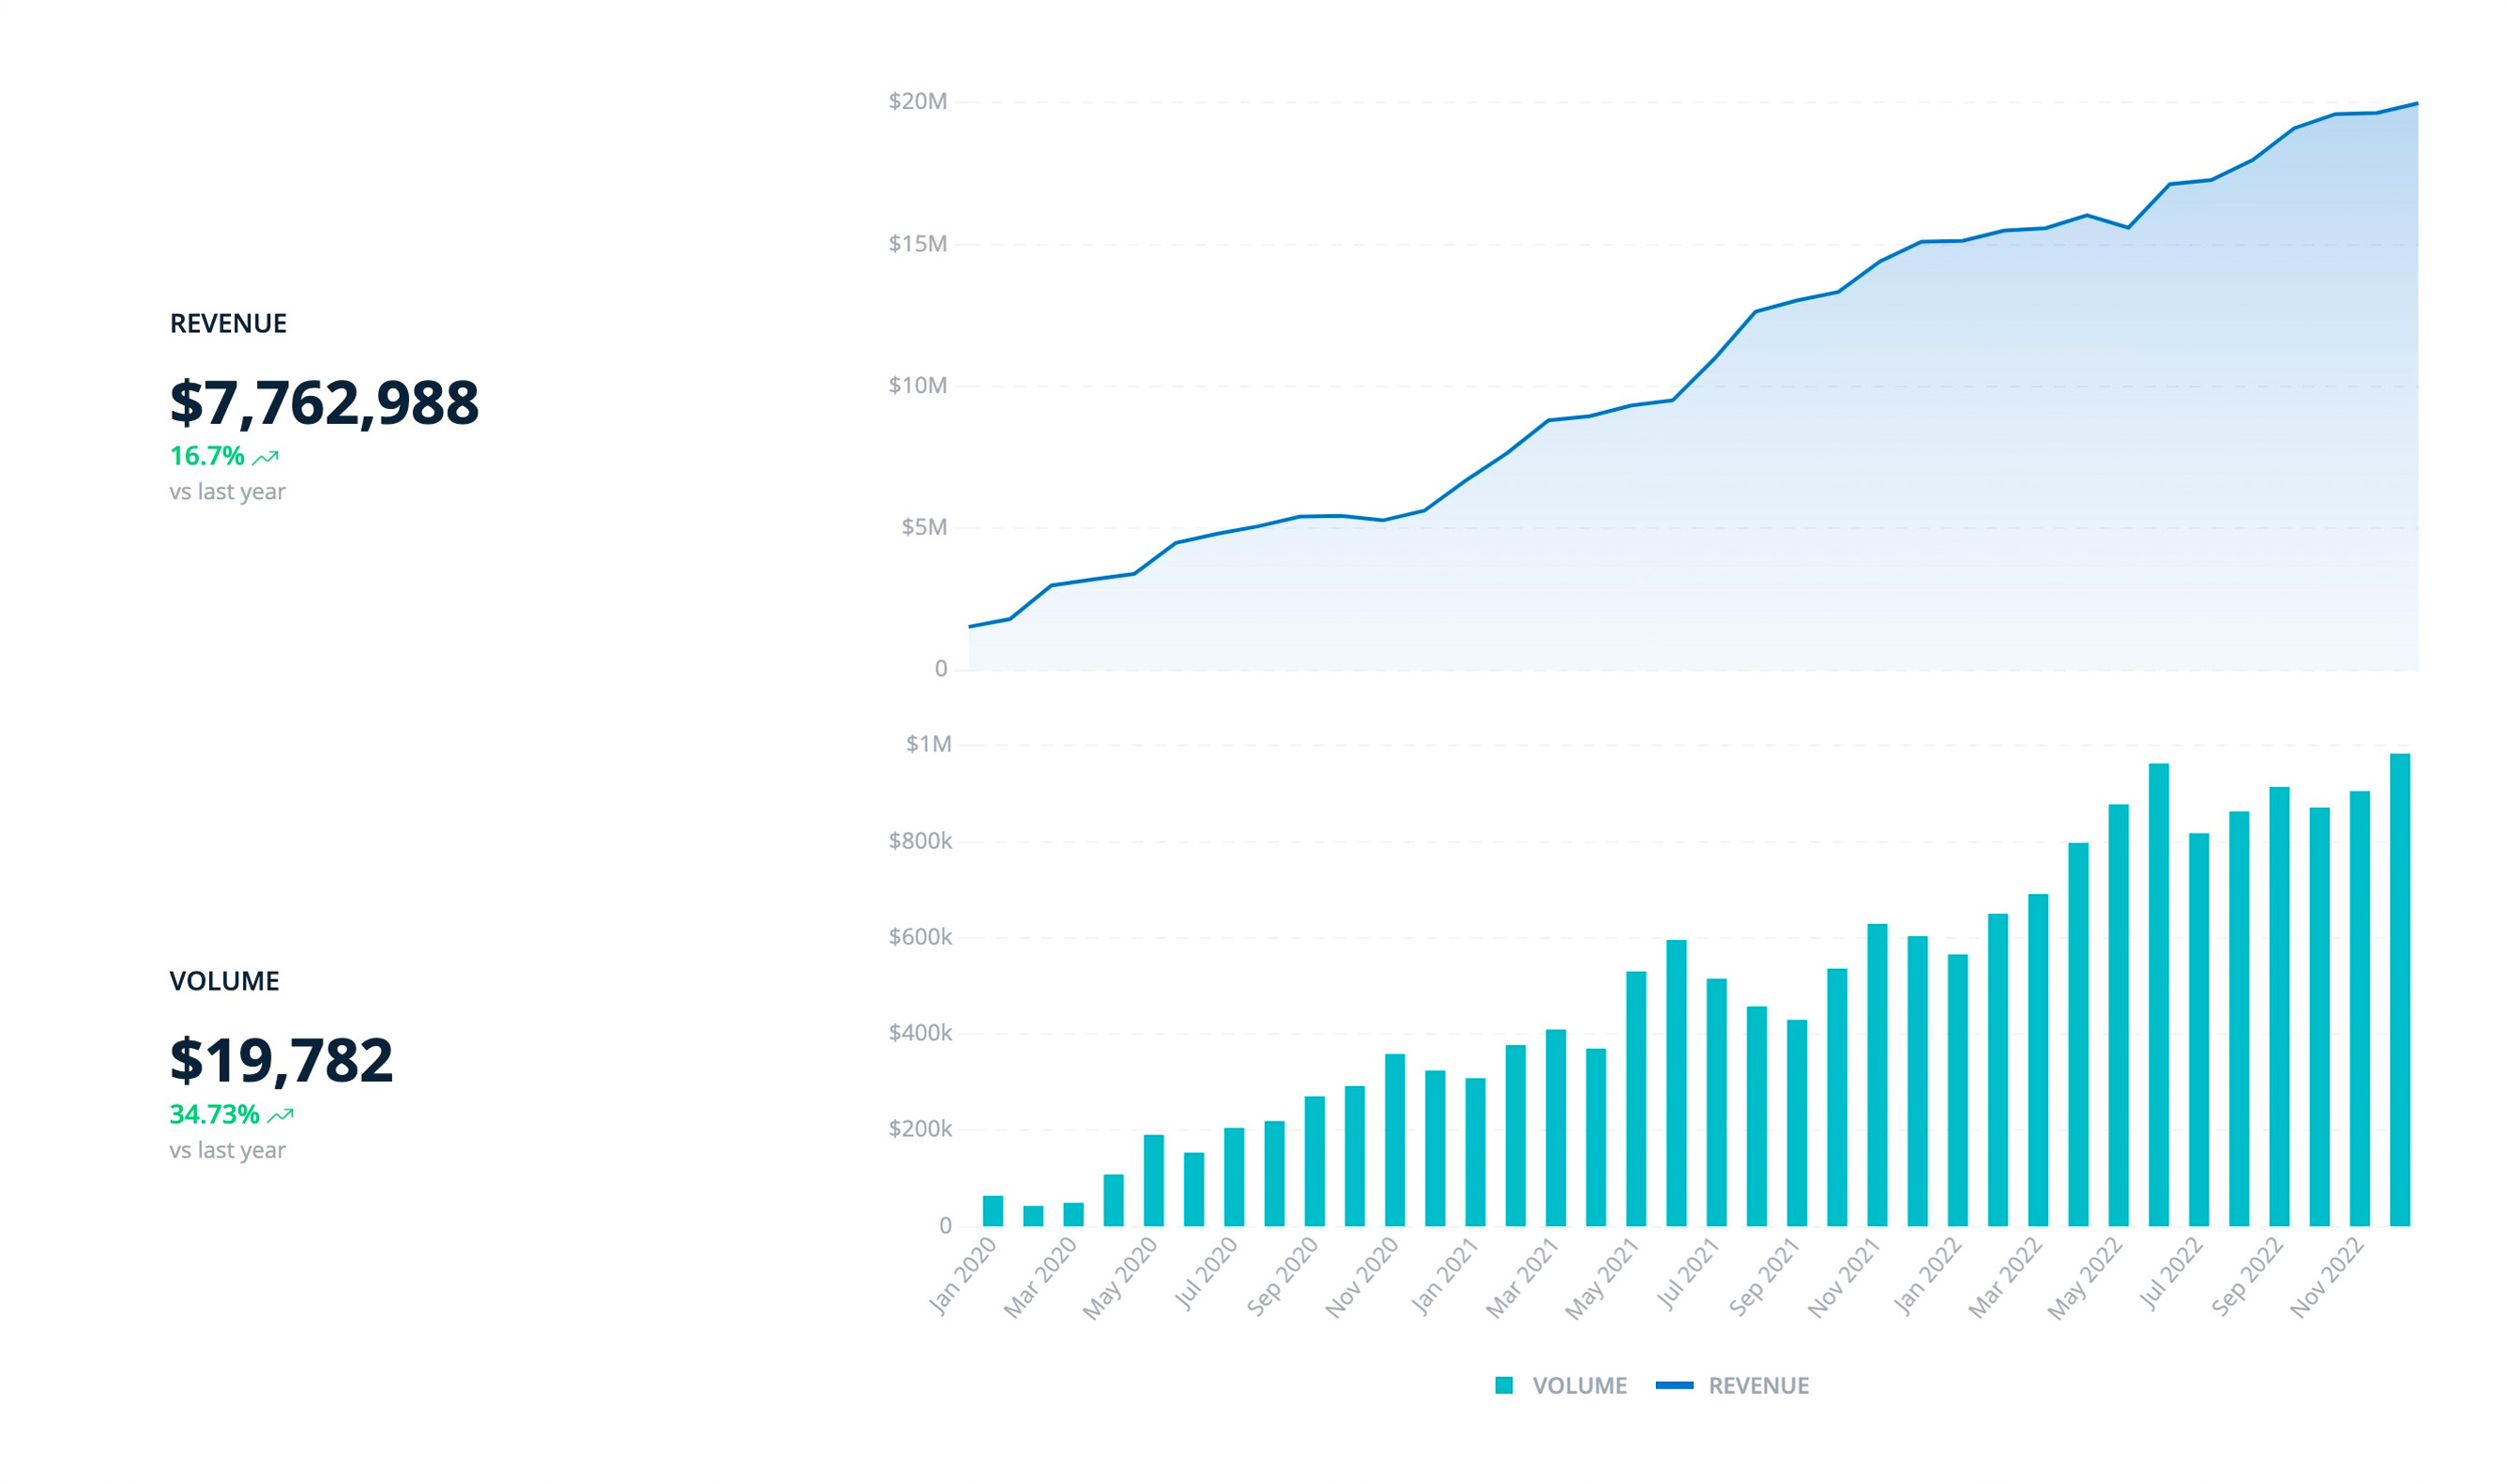 REVENUE
$7,762,988
16.7%
vs last year
$20M
$15M
$10M
$5M
0
VOLUME
$19,782
34.73%
vs last year
$1M
$800k
$600k
$400k
$200k
0
Jan 2020
Mar 2020
May 2020
Jul 2020
Sep 2020
Nov 2020
Jan 2021
Mar 2021
May 2021
Jul 2021
Sep 2021
Nov 2021
Jan 2022
Mar 2022
May 2022
Jul 2022
Sep 2022
Nov 2022
VOLUME
REVENUE